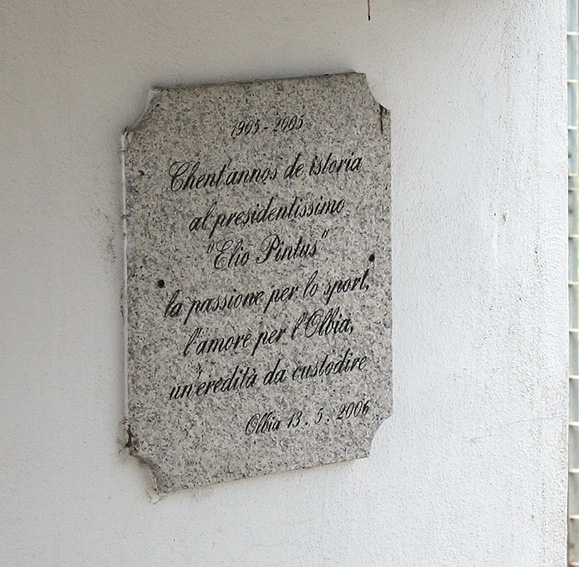 1905 - 2005
Chent'annos de istoria
al presidentissimo
"Elio Pintus"
la passione per lo sport,
l'amore per l'Olbia,
un'eredità da custodire
Olbia 13 . 5 . 2006